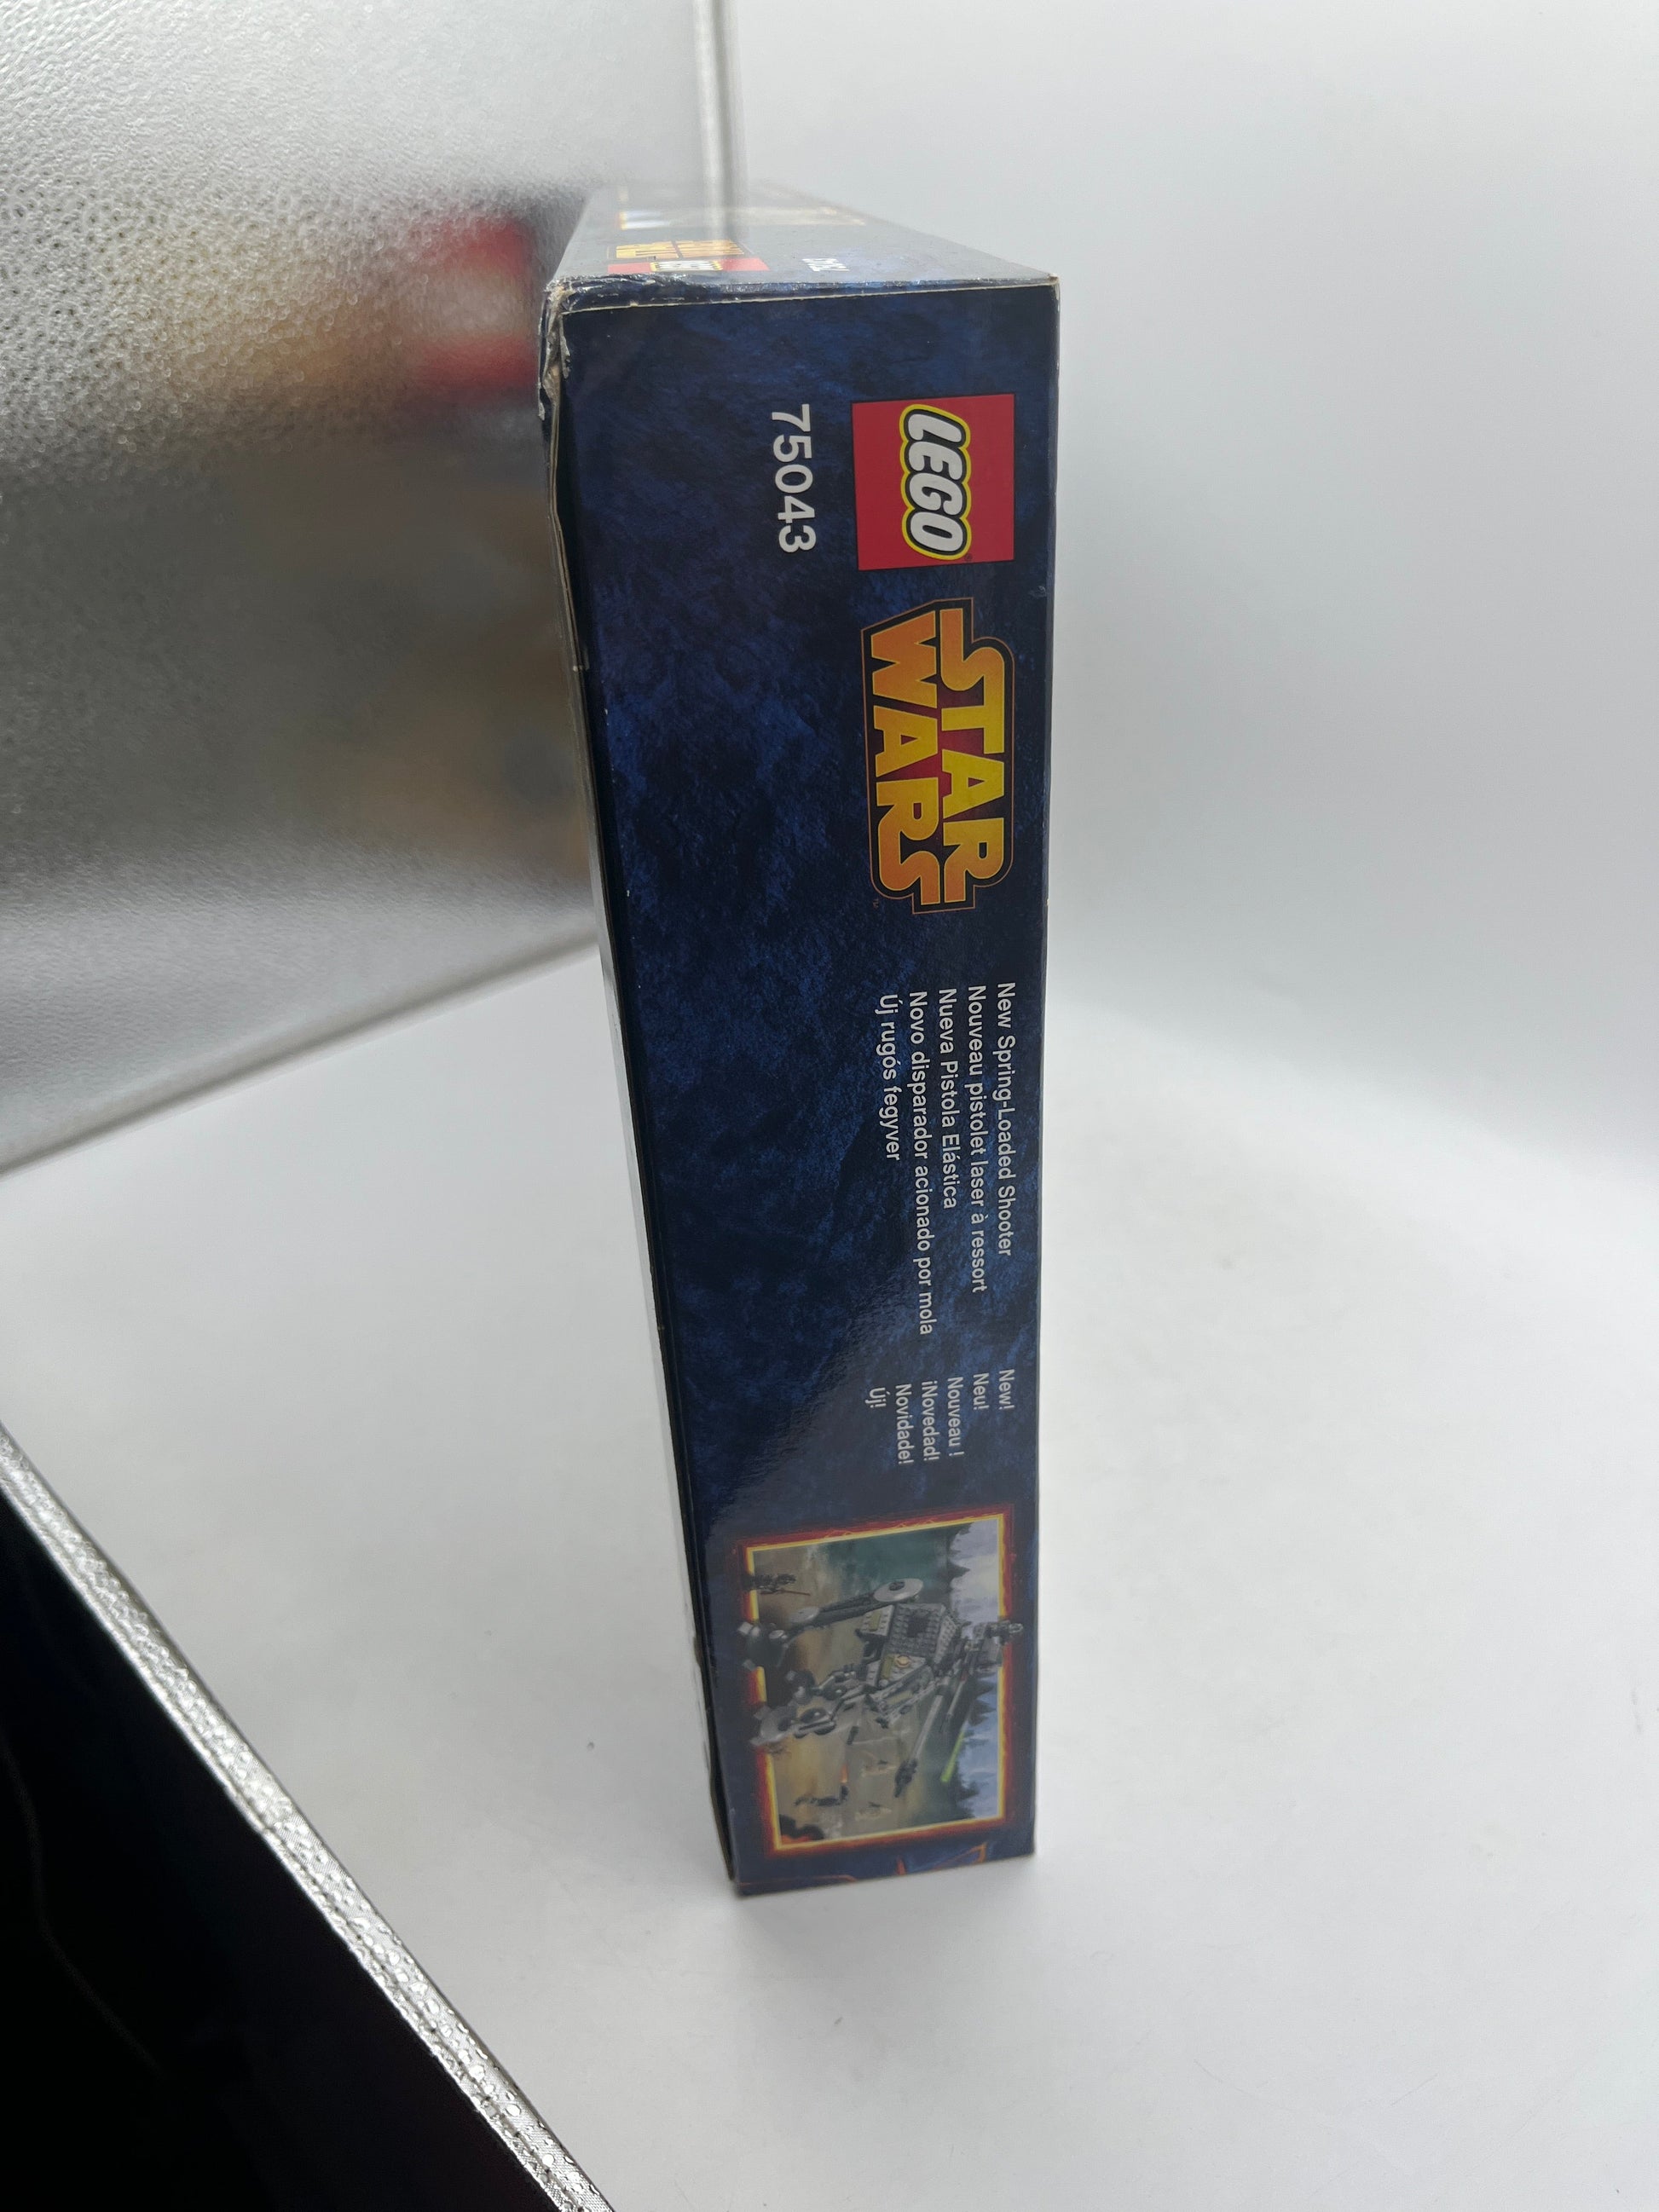 LEGO
75043
STAR
WARS
New Spring-Loaded Shooter
Nouveau pistolet laser à ressort
Nueva Pistola Elástica
Novo disparador acionado por mola
Új rugós fegyver
New!
Neu!
Nouveau !
¡Novedad!
Novidade!
Új!